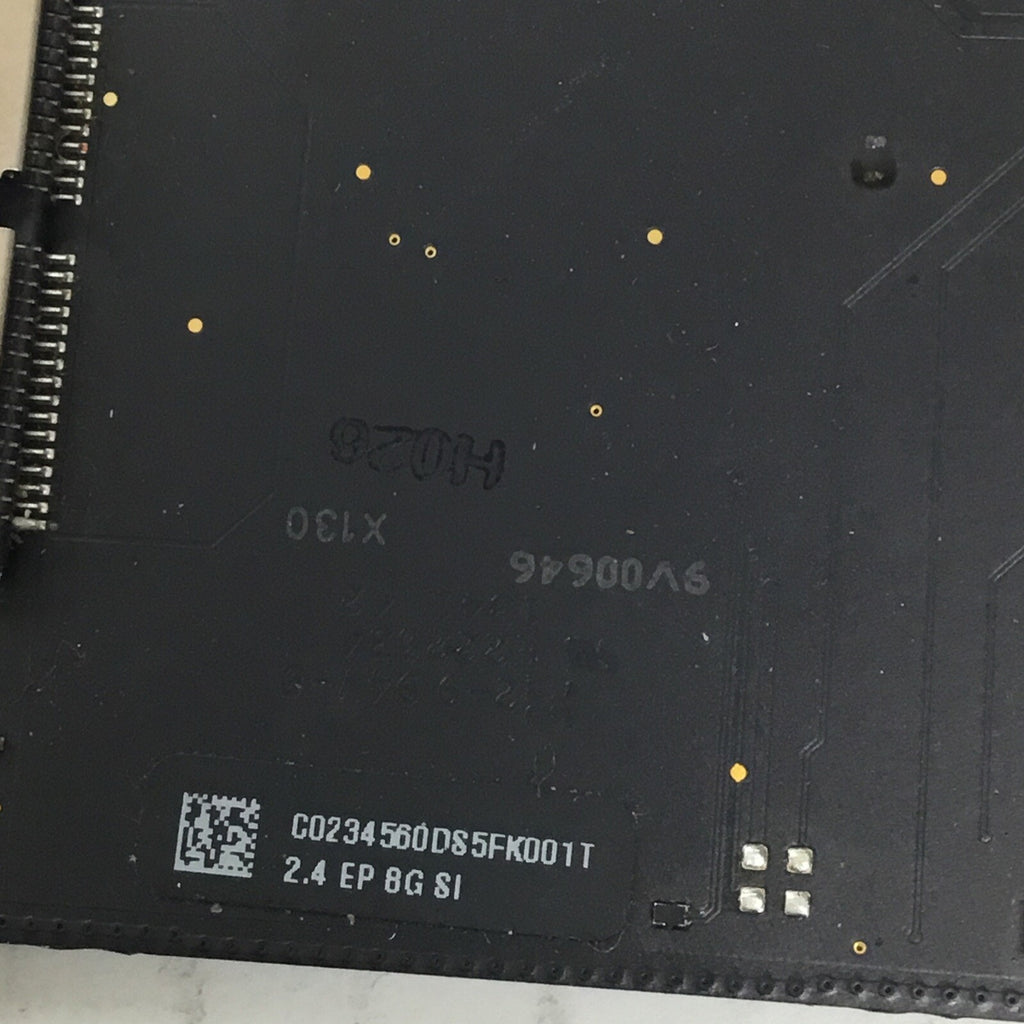 H028
X130
9V00646
C0234560DS5FK001T
2.4 EP 8G SI